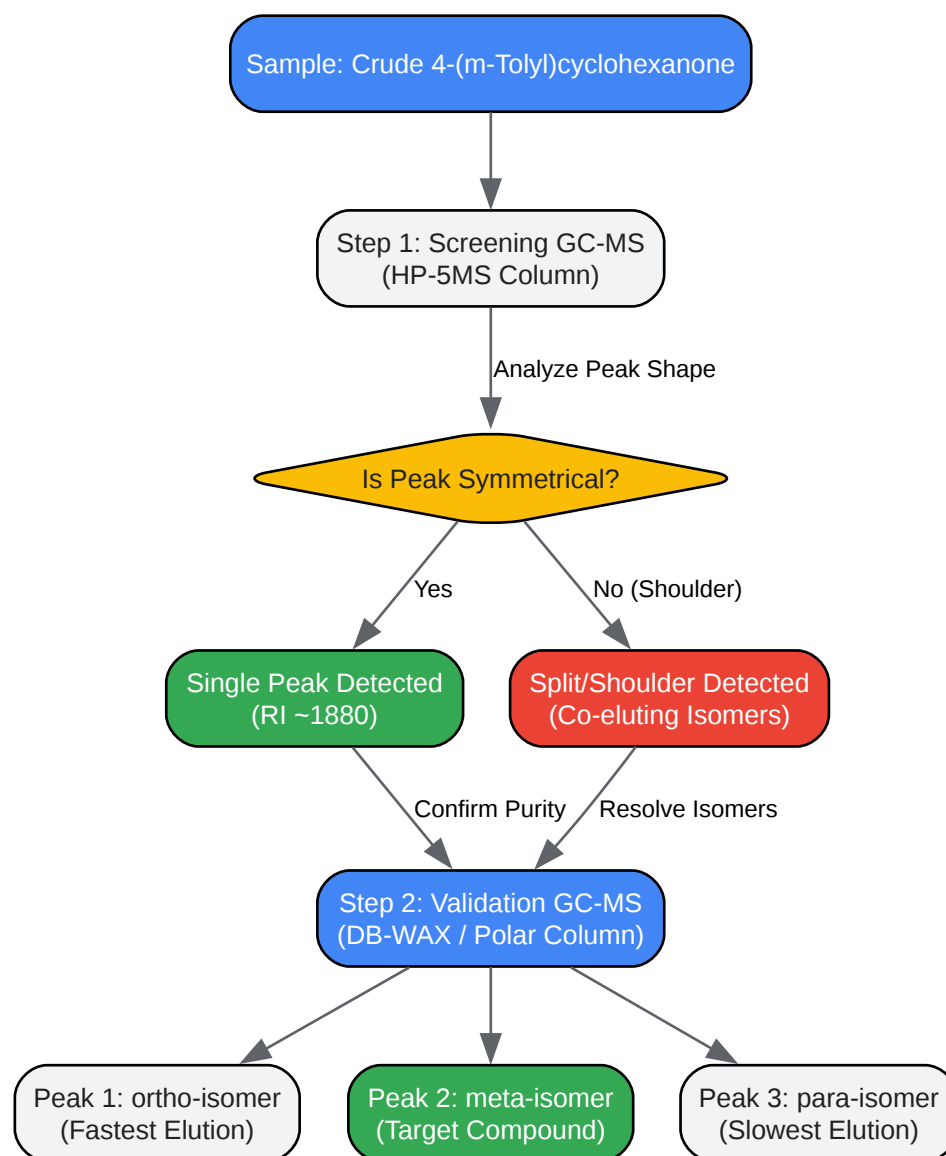 Sample: Crude 4-(m-Tolyl)cyclohexanone
Step 1: Screening GC-MS
(HP-5MS Column)
Analyze Peak Shape
Is Peak Symmetrical?
Yes
No (Shoulder)
Single Peak Detected
(RI ~1880)
Split/Shoulder Detected
(Co-eluting Isomers)
Confirm Purity
Resolve Isomers
Step 2: Validation GC-MS
(DB-WAX / Polar Column)
Peak 1: ortho-isomer
(Fastest Elution)
Peak 2: meta-isomer
(Target Compound)
Peak 3: para-isomer
(Slowest Elution)